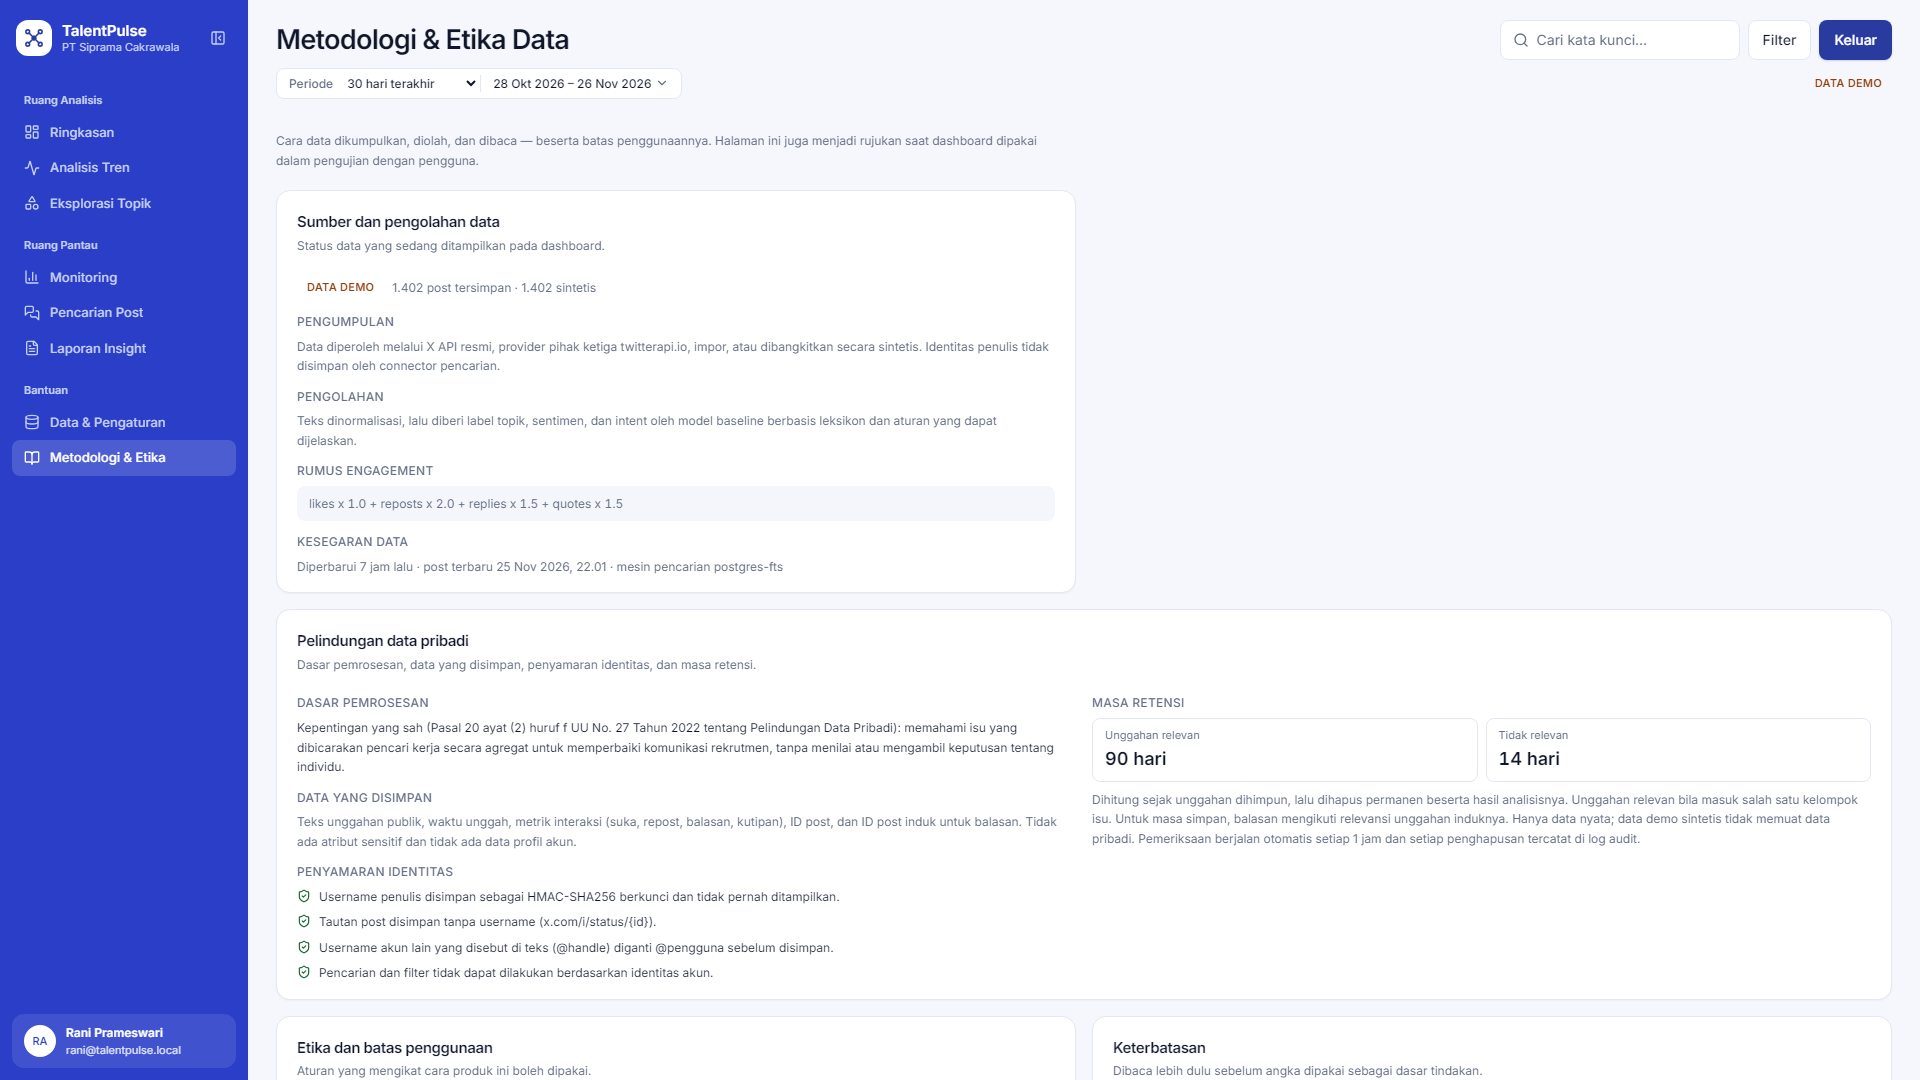 TalentPulse
PT Siprama Cakrawala
Ruang Analisis
Ringkasan
Analisis Tren
Eksplorasi Topik
Ruang Pantau
Monitoring
Pencarian Post
Laporan Insight
Bantuan
Data & Pengaturan
Metodologi & Etika
RA
Rani Prameswari
rani@talentpulse.local
Metodologi & Etika Data
Cari kata kunci...
Filter
Keluar
Periode 30 hari terakhir 28 Okt 2026 – 26 Nov 2026
DATA DEMO
Cara data dikumpulkan, diolah, dan dibaca — beserta batas penggunaannya. Halaman ini juga menjadi rujukan saat dashboard dipakai
dalam pengujian dengan pengguna.
Sumber dan pengolahan data
Status data yang sedang ditampilkan pada dashboard.
DATA DEMO 1.402 post tersimpan · 1.402 sintetis
PENGUMPULAN
Data diperoleh melalui X API resmi, provider pihak ketiga twitterapi.io, impor, atau dibangkitkan secara sintetis. Identitas penulis tidak
disimpan oleh connector pencarian.
PENGOLAHAN
Teks dinormalisasi, lalu diberi label topik, sentimen, dan intent oleh model baseline berbasis leksikon dan aturan yang dapat
dijelaskan.
RUMUS ENGAGEMENT
likes x 1.0 + reposts x 2.0 + replies x 1.5 + quotes x 1.5
KESEGARAN DATA
Diperbarui 7 jam lalu · post terbaru 25 Nov 2026, 22.01 · mesin pencarian postgres-fts
Pelindungan data pribadi
Dasar pemrosesan, data yang disimpan, penyamaran identitas, dan masa retensi.
DASAR PEMROSESAN
Kepentingan yang sah (Pasal 20 ayat (2) huruf f UU No. 27 Tahun 2022 tentang Pelindungan Data Pribadi): memahami isu yang
dibicarakan pencari kerja secara agregat untuk memperbaiki komunikasi rekrutmen, tanpa menilai atau mengambil keputusan tentang
individu.
DATA YANG DISIMPAN
Teks unggahan publik, waktu unggah, metrik interaksi (suka, repost, balasan, kutipan), ID post, dan ID post induk untuk balasan. Tidak
ada atribut sensitif dan tidak ada data profil akun.
PENYAMARAN IDENTITAS
Username penulis disimpan sebagai HMAC-SHA256 berkunci dan tidak pernah ditampilkan.
Tautan post disimpan tanpa username (x.com/i/status/{id}).
Username akun lain yang disebut di teks (@handle) diganti @pengguna sebelum disimpan.
Pencarian dan filter tidak dapat dilakukan berdasarkan identitas akun.
MASA RETENSI
Unggahan relevan
90 hari
Tidak relevan
14 hari
Dihitung sejak unggahan dihimpun, lalu dihapus permanen beserta hasil analisisnya. Unggahan relevan bila masuk salah satu kelompok
isu. Untuk masa simpan, balasan mengikuti relevansi unggahan induknya. Hanya data nyata; data demo sintetis tidak memuat data
pribadi. Pemeriksaan berjalan otomatis setiap 1 jam dan setiap penghapusan tercatat di log audit.
Etika dan batas penggunaan
Aturan yang mengikat cara produk ini boleh dipakai.
Keterbatasan
Dibaca lebih dulu sebelum angka dipakai sebagai dasar tindakan.